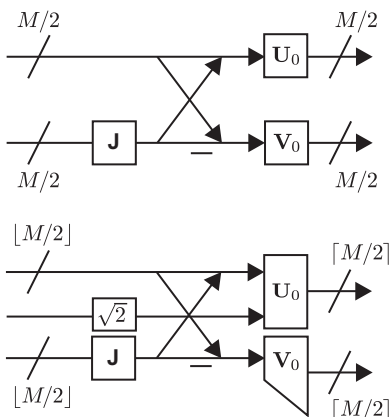 M/2 M/2
U₀
J − V₀
M/2 M/2
⌊M/2⌋ ⌈M/2⌉
√2 U₀
J − V₀
⌊M/2⌋ ⌈M/2⌉